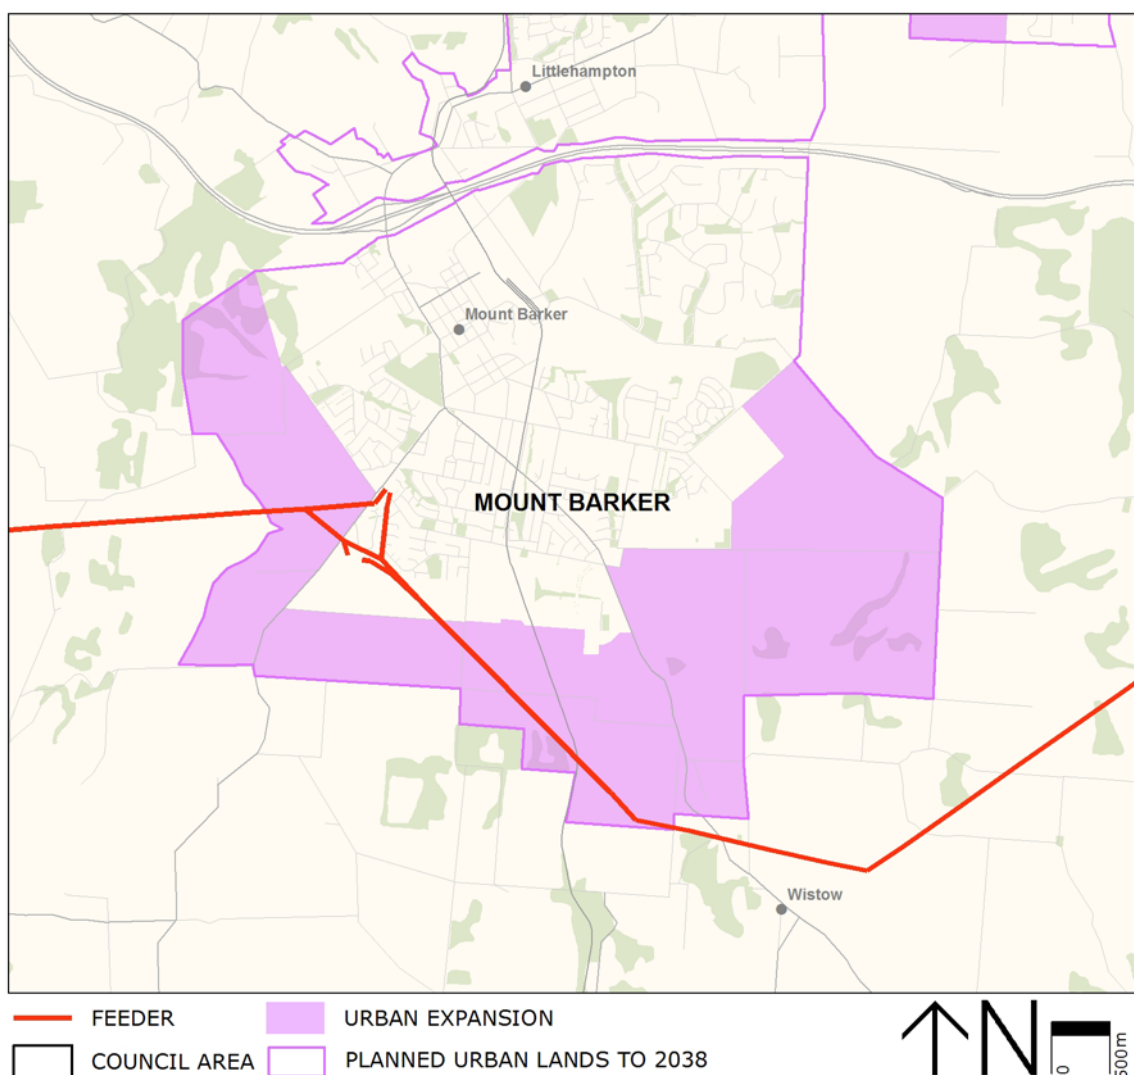 Littlehampton
Mount Barker
MOUNT BARKER
Wistow
FEEDER
URBAN EXPANSION
COUNCIL AREA
PLANNED URBAN LANDS TO 2038
N
0
500m